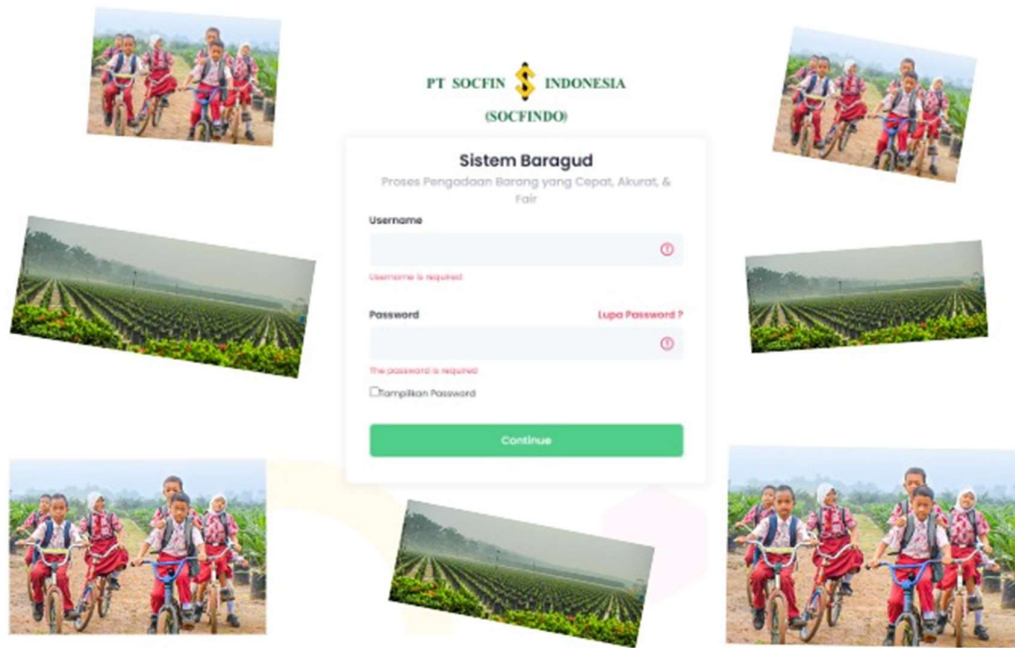 PT SOCFIN INDONESIA
(SOCFINDO)
Sistem Baragud
Proses Pengadaan Barang yang Cepat, Akurat, &
Fair
Username
Username is required
Password Lupa Password ?
The password is required
Tampilkan Password
Continue